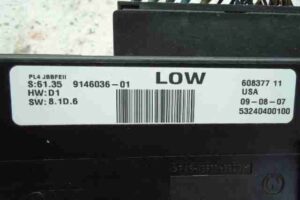 PL4 JBBFEII
S:61.35 9146036-01
HW:D1
SW: 8.1D.6
LOW
608377 11
USA
09-08-07
53240400100